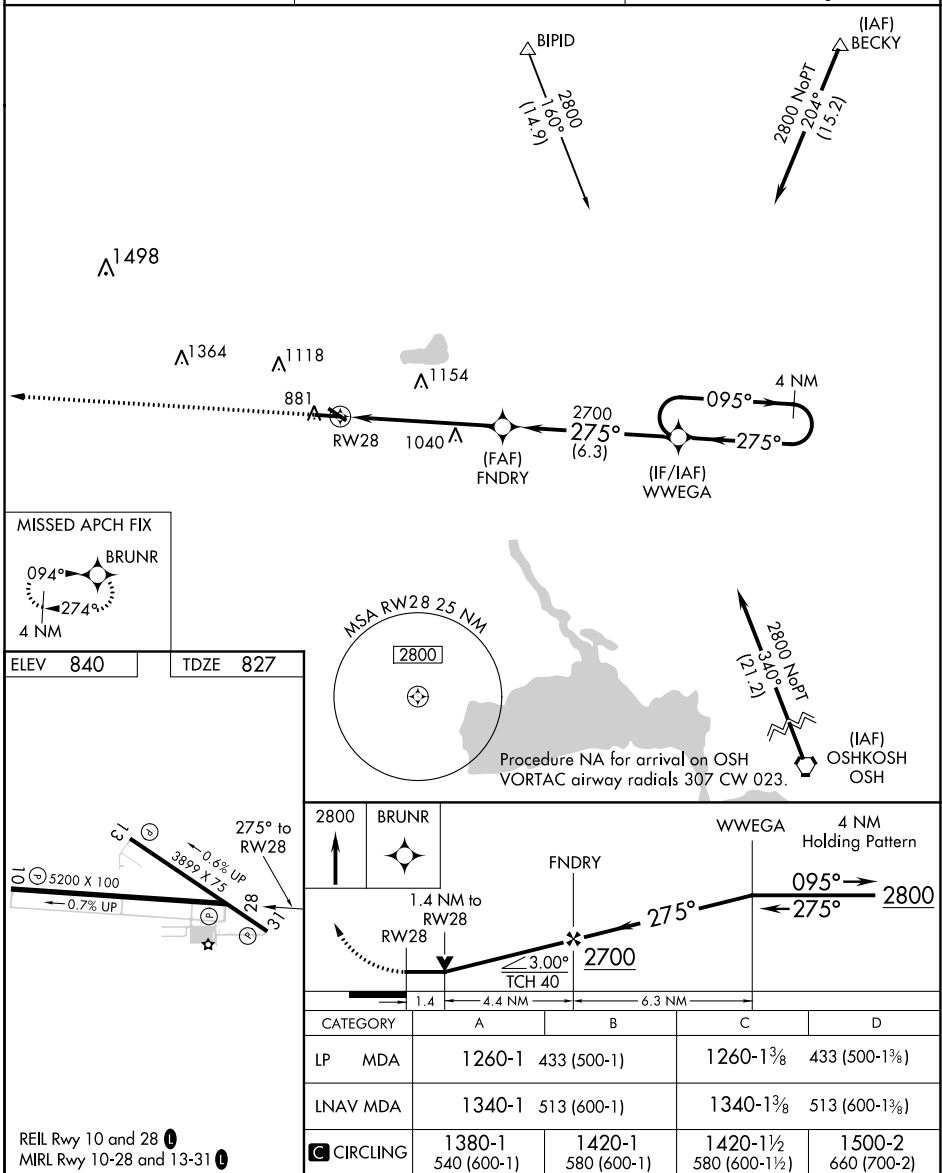 (IAF)
BECKY
BIPID
2800
160°
(14.9)
2800 NoPT
204°
(15.2)
1498
1364
1118
1154
881
RW28
1040
(FAF)
FNDRY
2700
275°
(6.3)
(IF/IAF)
WWEGA
4 NM
095°
275°
MISSED APCH FIX
BRUNR
094°
274°
4 NM
MSA RW28 25 NM
2800
2800 NoPT
340°
(21.2)
(IAF)
OSHKOSH
OSH
Procedure NA for arrival on OSH
VORTAC airway radials 307 CW 023.
ELEV 840
TDZE 827
13
P
0.6% UP
3899 X 75
275° to
RW28
10
P
5200 X 100
0.7% UP
28
31
P
P
REIL Rwy 10 and 28 L
MIRL Rwy 10-28 and 13-31 L
2800
BRUNR
WWEGA
4 NM
Holding Pattern
FNDRY
1.4 NM to
RW28
RW28
275°
095°
275°
2800
2700
3.00°
TCH 40
1.4
4.4 NM
6.3 NM
CATEGORY A B C D
LP MDA 1260-1 433 (500-1) 1260-1⅜ 433 (500-1⅜)
LNAV MDA 1340-1 513 (600-1) 1340-1⅜ 513 (600-1⅜)
C CIRCLING 1380-1 1420-1 1420-1½ 1500-2
540 (600-1) 580 (600-1) 580 (600-1½) 660 (700-2)